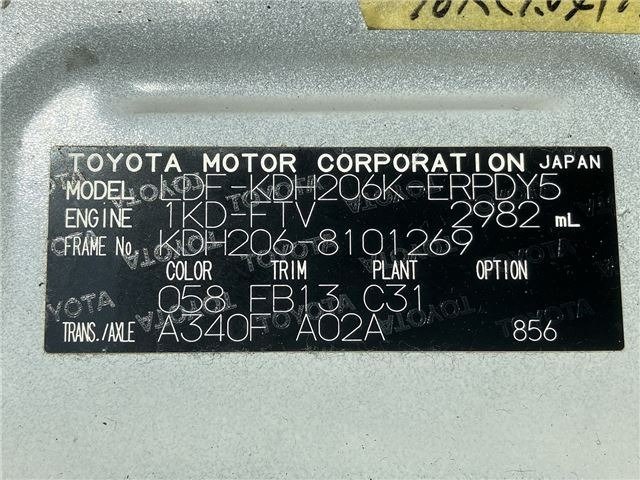 TOYOTA MOTOR CORPORATION JAPAN
MODEL LDF-KDH206K-ERPDY5
ENGINE 1KD-FTV 2982 mL
FRAME No. KDH206-8101269
COLOR TRIM PLANT OPTION
058 FB13 C31
TRANS./AXLE A340F A02A 856